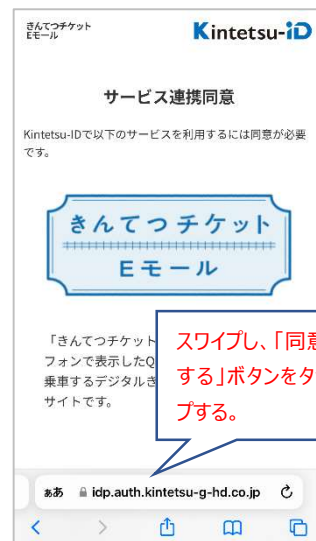 きんてつチケット
Eモール
Kintetsu-iD
サービス連携同意
Kintetsu-IDで以下のサービスを利用するには同意が必要
です。
きんてつチケット
Eモール
「きんてつチケット
フォンで表示したQ
乗車するデジタルき
サイトです。
スワイプし、「同意
する」ボタンをタ
プする。
ぁあ idp.auth.kintetsu-g-hd.co.jp